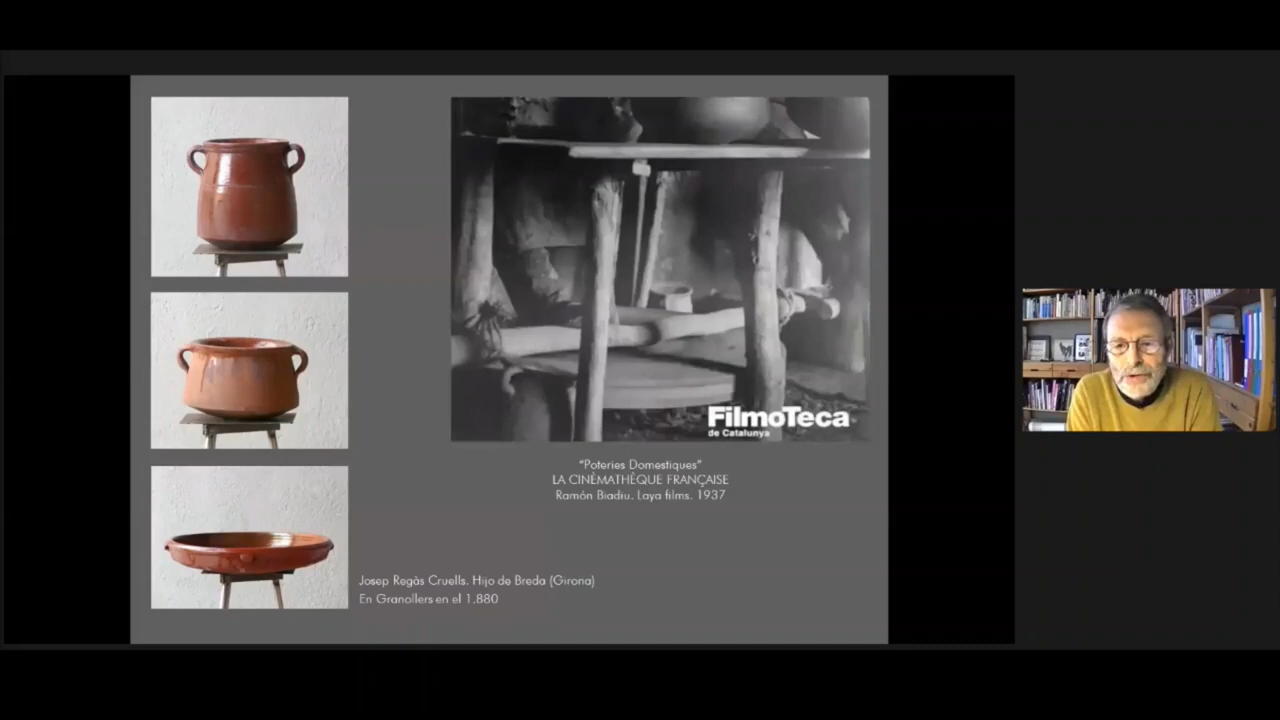 FilmoTeca
de Catalunya
“Poteries Domestiques”
LA CINÈMATHÈQUE FRANÇAISE
Ramón Biadiu. Laya films. 1937
Josep Regàs Cruells. Hijo de Breda (Girona)
En Granollers en el 1.880